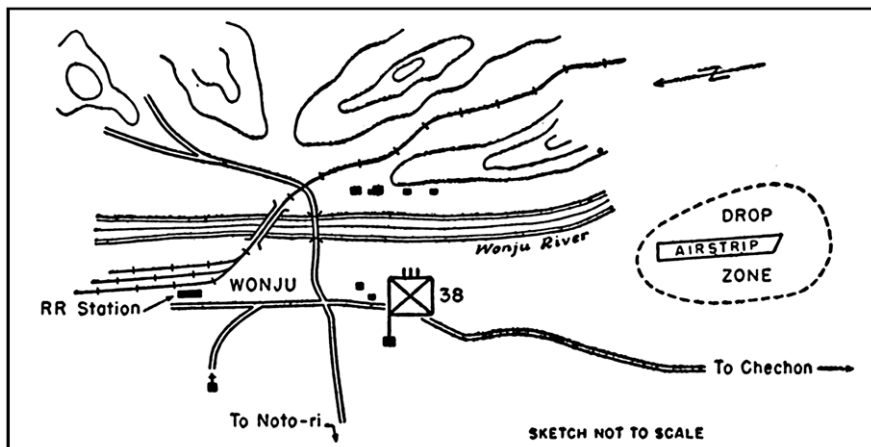 Wonju River
DROP
AIRSTRIP
ZONE
WONJU
38
RR Station
To Chechon
To Noto-ri
SKETCH NOT TO SCALE